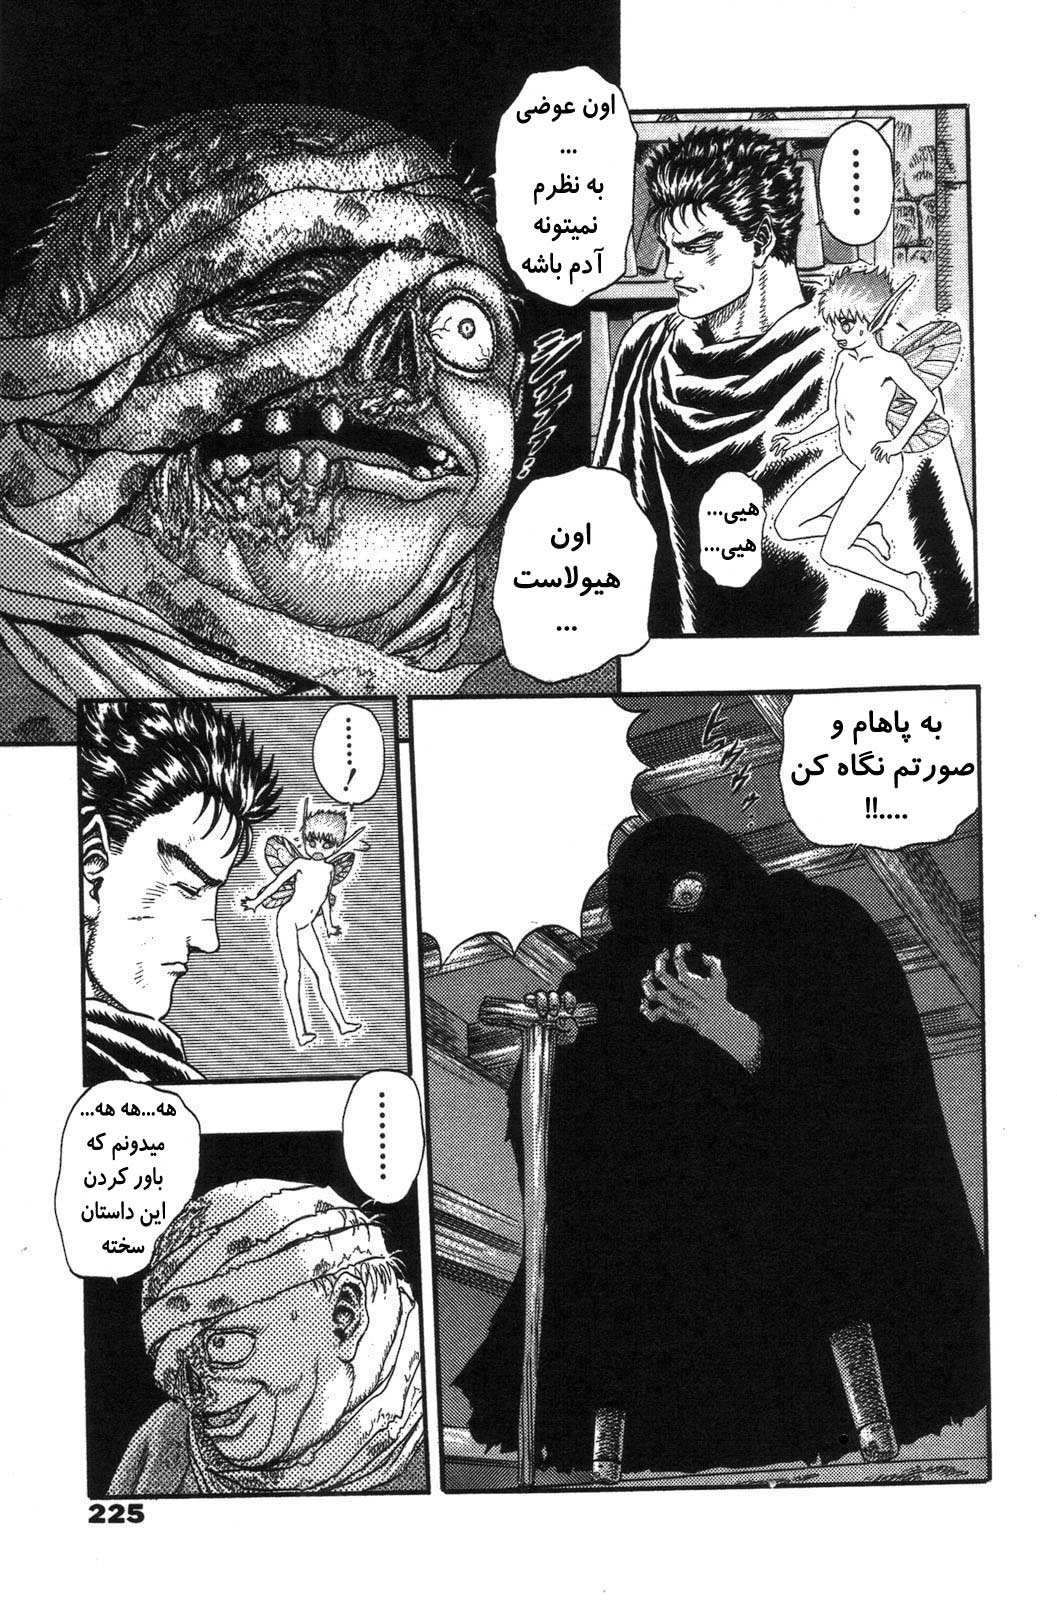 ......
اون عوضی
...
به نظرم
نمیتونه
آدم باشه
هیی...
هیی...
اون
هیولاست
...
به پاهام و
صورتم نگاه کن
....!!
.....!
.......
هه...هه هه...
میدونم که
باور کردن
این داستان
سخته
225